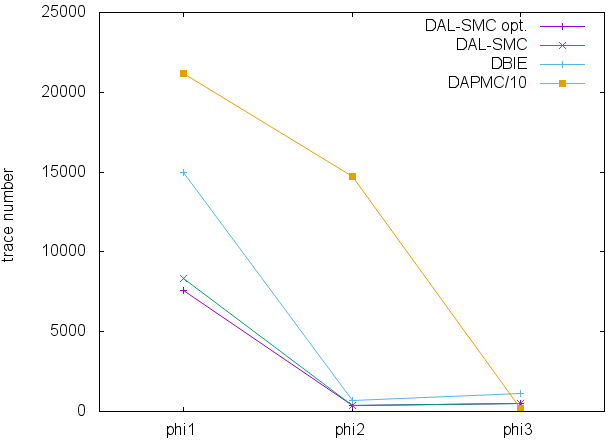 25000
20000
15000
10000
5000
0
trace number
DAL-SMC opt.
DAL-SMC
DBIE
DAPMC/10
phi1 phi2 phi3